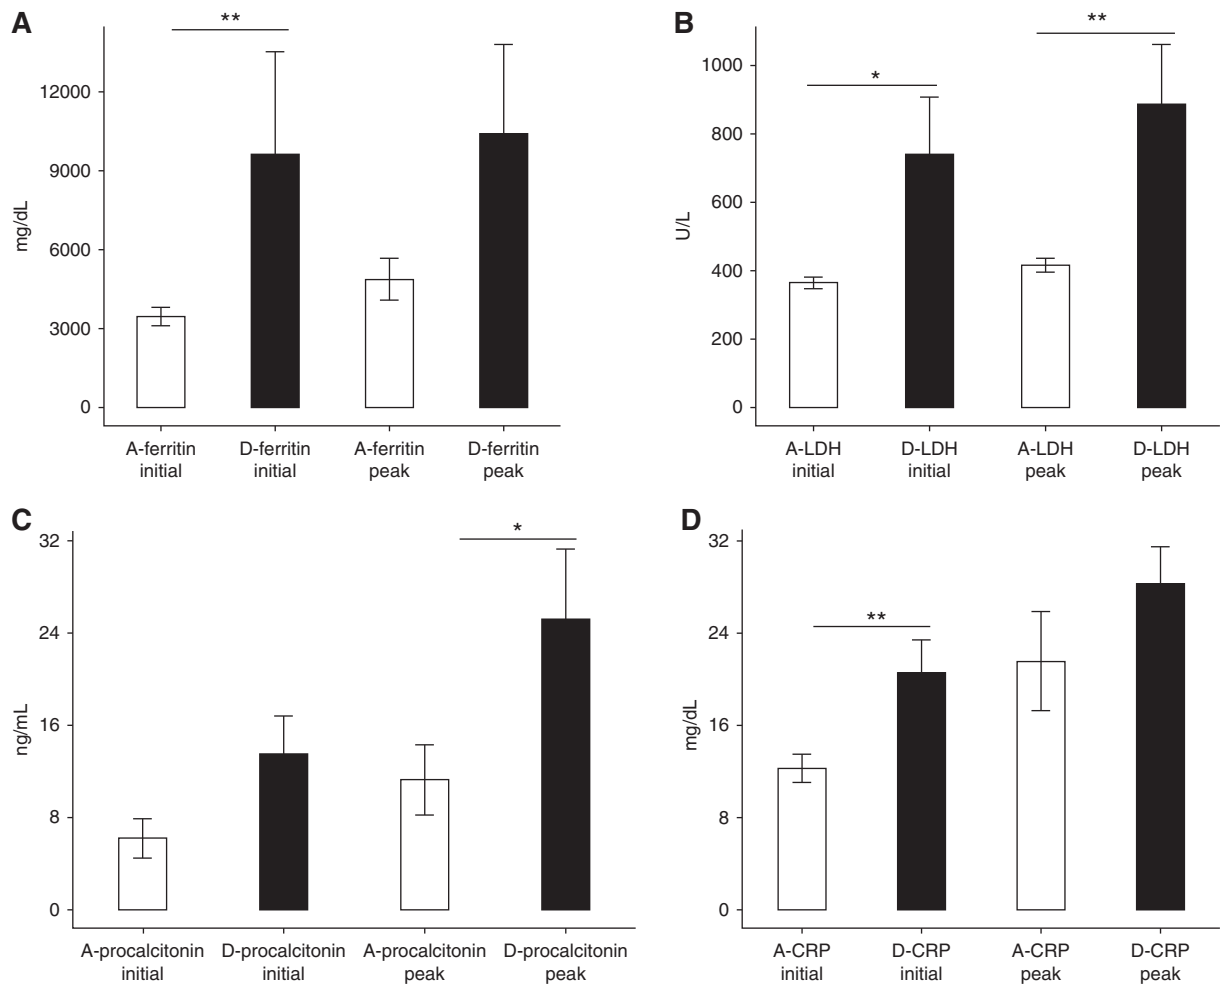 A
**
mg/dL
12000
9000
6000
3000
0
A-ferritin
initial
D-ferritin
initial
A-ferritin
peak
D-ferritin
peak
B
**
*
U/L
1000
800
600
400
200
0
A-LDH
initial
D-LDH
initial
A-LDH
peak
D-LDH
peak
C
*
ng/mL
32
24
16
8
0
A-procalcitonin
initial
D-procalcitonin
initial
A-procalcitonin
peak
D-procalcitonin
peak
D
**
mg/dL
32
24
16
8
0
A-CRP
initial
D-CRP
initial
A-CRP
peak
D-CRP
peak